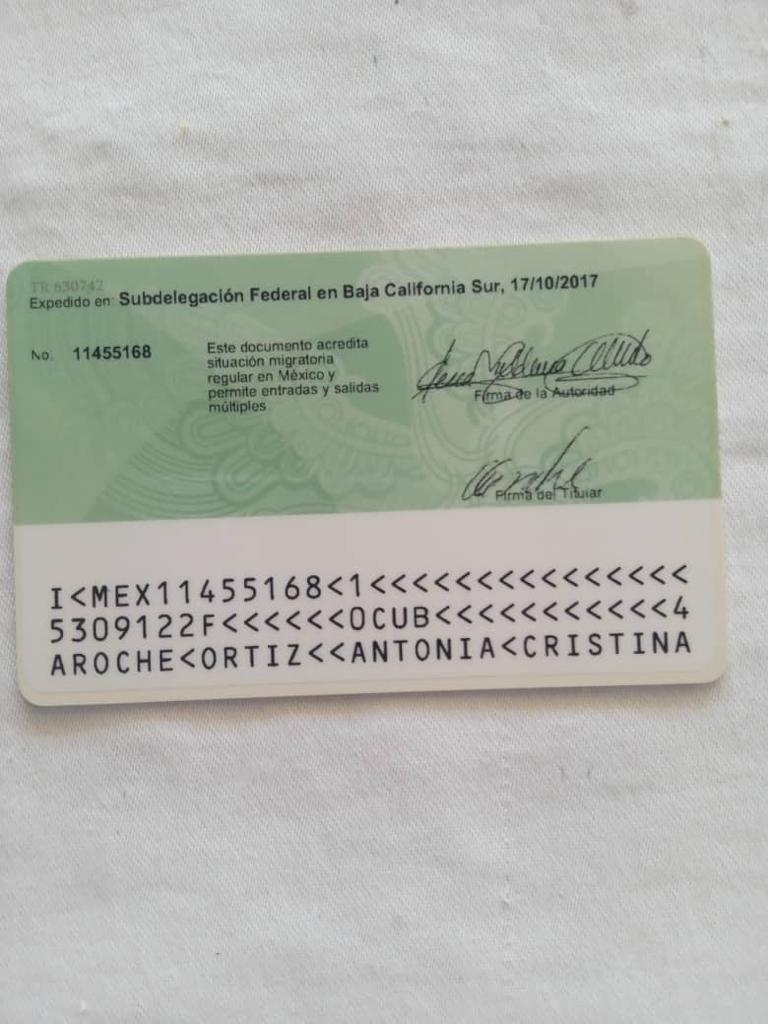 TR 630742
Expedido en: Subdelegación Federal en Baja California Sur, 17/10/2017
No. 11455168
Este documento acredita
situación migratoria
regular en México y
permite entradas y salidas
múltiples
Firma de la Autoridad
Firma del Titular
I<MEX11455168<1<<<<<<<<<<<<<<<
5309122F<<<<<<OCUB<<<<<<<<<<<4
AROCHE<ORTIZ<<ANTONIA<CRISTINA